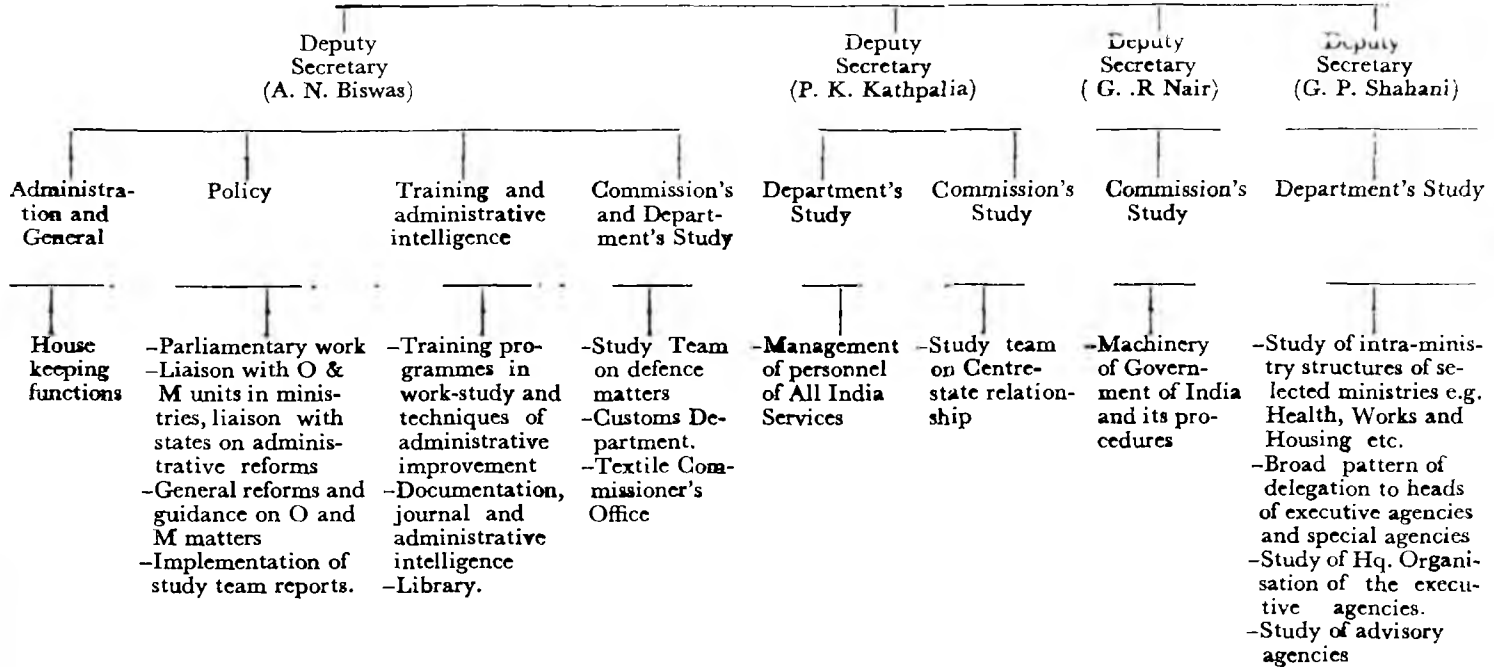 Deputy
Secretary
(A. N. Biswas)
Deputy
Secretary
(P. K. Kathpalia)
Deputy
Secretary
( G. .R Nair)
Deputy
Secretary
(G. P. Shahani)
Administra-
tion and
General
Policy
Training and
administrative
intelligence
Commission's
and Depart-
ment's Study
Department's
Study
Commission's
Study
Commission's
Study
Department's Study
House
keeping
functions
-Parliamentary work
-Liaison with O &
M units in minis-
tries, liaison with
states on adminis-
trative reforms
-General reforms and
guidance on O and
M matters
-Implementation of
study team reports.
-Training pro-
grammes in
work-study and
techniques of
administrative
improvement
-Documentation,
journal and
administrative
intelligence
-Library.
-Study Team
on defence
matters
-Customs De-
partment.
-Textile Com-
missioner's
Office
-Management
of personnel
of All India
Services
-Study team
on Centre-
state relation-
ship
-Machinery
of Govern-
ment of India
and its pro-
cedures
-Study of intra-minis-
try structures of se-
lected ministries e.g.
Health, Works and
Housing etc.
-Broad pattern of
delegation to heads
of executive agencies
and special agencies
-Study of Hq. Organi-
sation of the execu-
tive agencies.
-Study of advisory
agencies